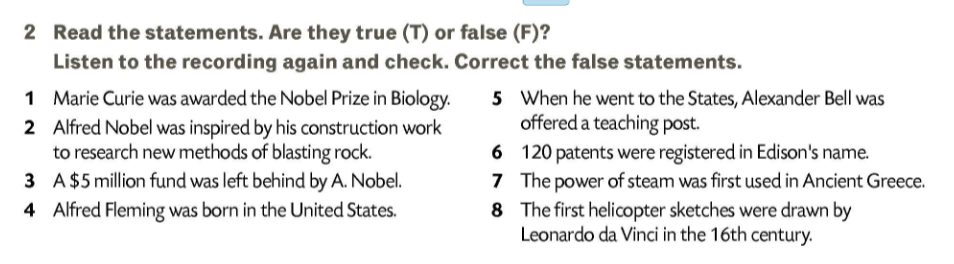 2 Read the statements. Are they true (T) or false (F)?
Listen to the recording again and check. Correct the false statements.
1 Marie Curie was awarded the Nobel Prize in Biology.
2 Alfred Nobel was inspired by his construction work
to research new methods of blasting rock.
3 A $5 million fund was left behind by A. Nobel.
4 Alfred Fleming was born in the United States.
5 When he went to the States, Alexander Bell was
offered a teaching post.
6 120 patents were registered in Edison's name.
7 The power of steam was first used in Ancient Greece.
8 The first helicopter sketches were drawn by
Leonardo da Vinci in the 16th century.